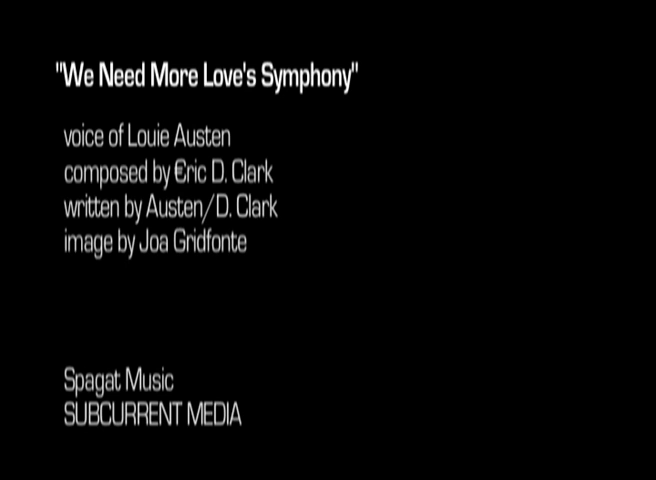 "We Need More Love's Symphony"
voice of Louie Austen
composed by €ric D. Clark
written by Austen/D. Clark
image by Joa Gridfonte
Spagat Music
SUBCURRENT MEDIA